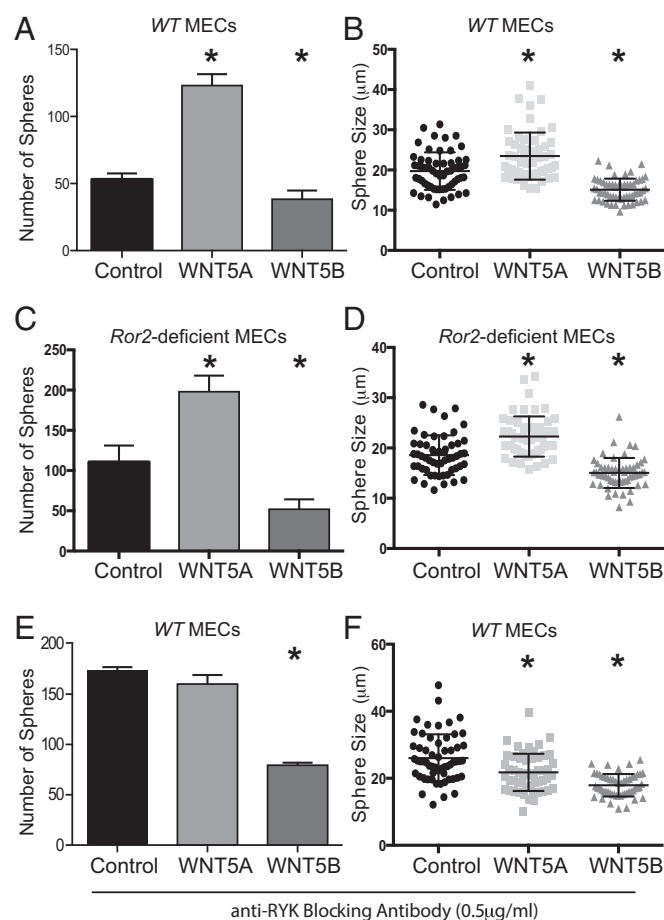 A
WT MECs
Number of Spheres
150
100
50
0
*
*
Control
WNT5A
WNT5B
B
WT MECs
Sphere Size (μm)
50
40
30
20
10
0
*
*
Control
WNT5A
WNT5B
C
Ror2-deficient MECs
Number of Spheres
250
200
150
100
50
0
*
*
Control
WNT5A
WNT5B
D
Ror2-deficient MECs
Sphere Size (μm)
40
30
20
10
0
*
*
Control
WNT5A
WNT5B
E
WT MECs
Number of Spheres
200
150
100
50
0
*
Control
WNT5A
WNT5B
F
WT MECs
Sphere Size (μm)
60
40
20
0
*
*
Control
WNT5A
WNT5B
anti-RYK Blocking Antibody (0.5μg/ml)